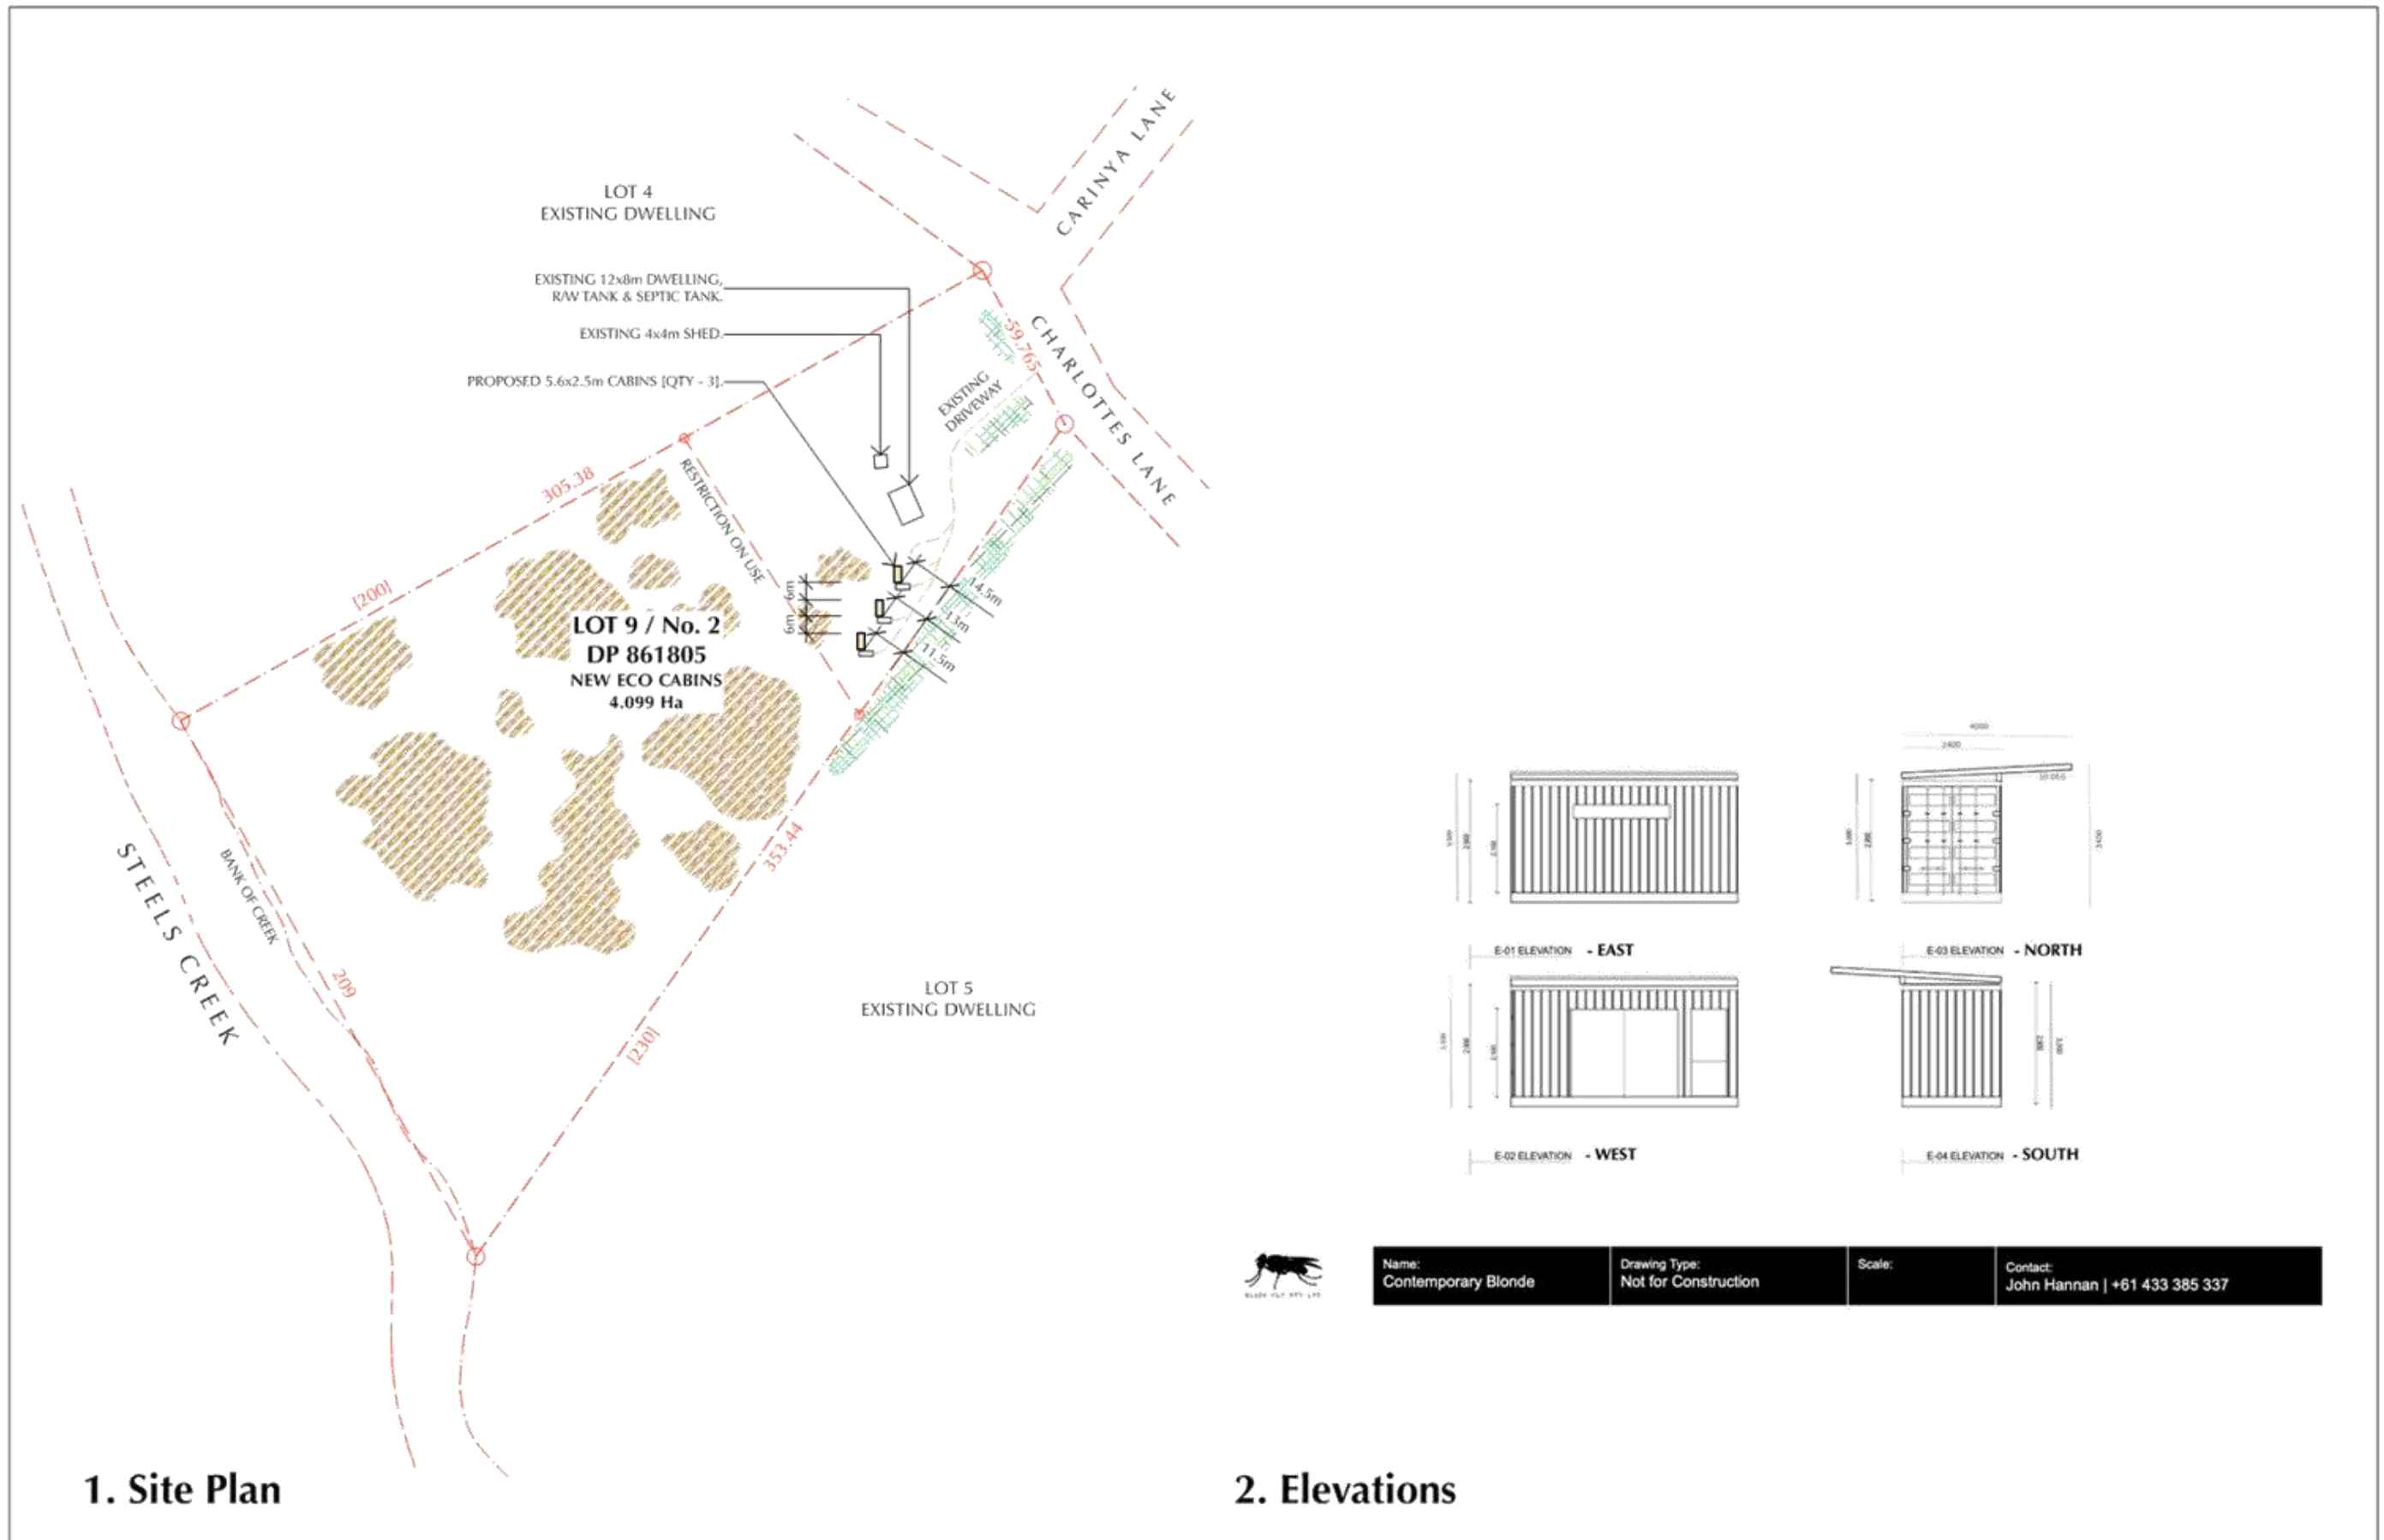 CARINYA LANE
LOT 4
EXISTING DWELLING
EXISTING 12x8m DWELLING,
R/W TANK & SEPTIC TANK.
EXISTING 4x4m SHED.
PROPOSED 5.6x2.5m CABINS [QTY - 3].
59.765
CHARLOTTES LANE
EXISTING
DRIVEWAY
305.38
RESTRICTION ON USE
[200]
6m
6m
14.5m
13m
11.5m
LOT 9 / No. 2
DP 861805
NEW ECO CABINS
4.099 Ha
353.44
STEELS CREEK
BANK OF CREEK
209
[230]
LOT 5
EXISTING DWELLING
1. Site Plan
4000
2400
E-01 ELEVATION - EAST
E-03 ELEVATION - NORTH
E-02 ELEVATION - WEST
E-04 ELEVATION - SOUTH
Name:
Contemporary Blonde
Drawing Type:
Not for Construction
Scale:
Contact:
John Hannan | +61 433 385 337
2. Elevations